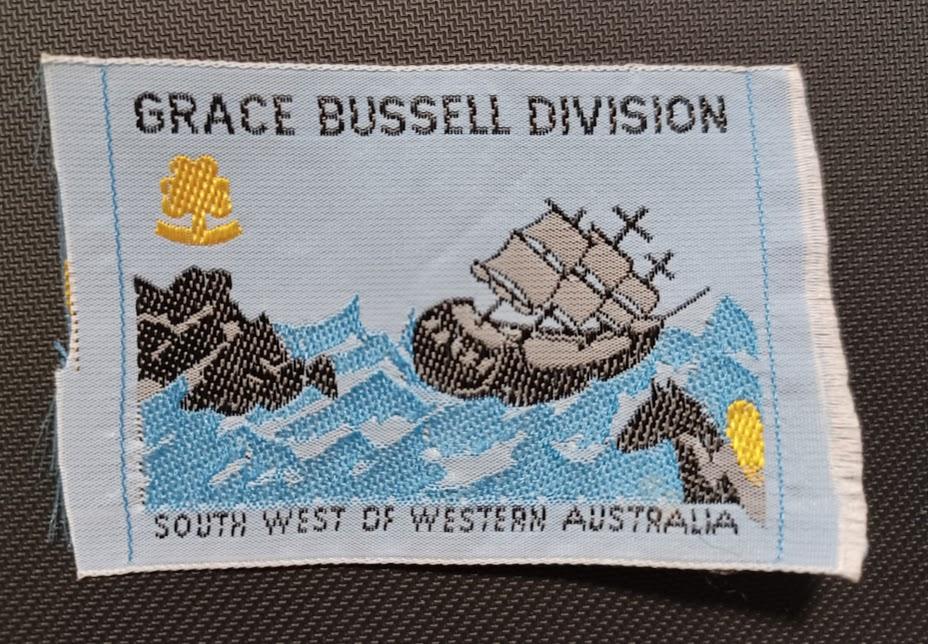 GRACE BUSSELL DIVISION
SOUTH WEST OF WESTERN AUSTRALIA